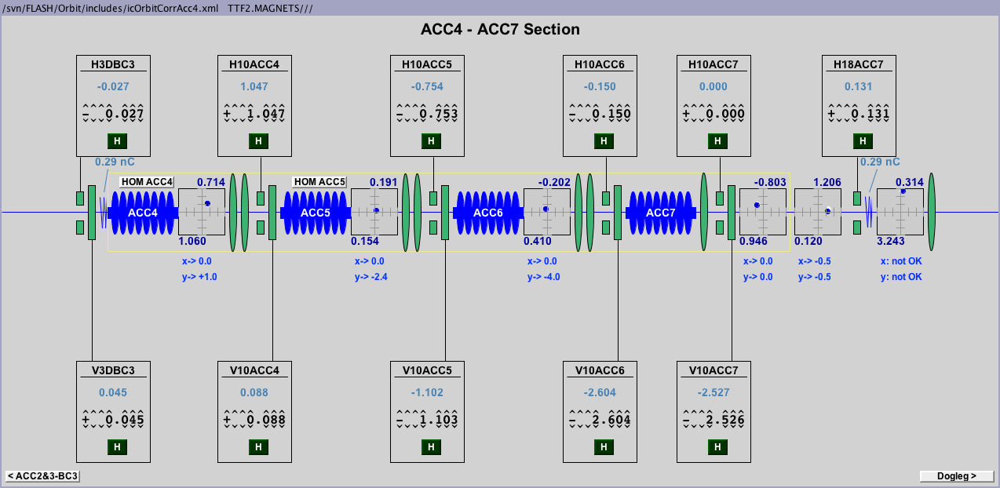 /svn/FLASH/Orbit/includes/icOrbitCorrAcc4.xml TTF2.MAGNETS///
ACC4 - ACC7 Section
H3DBC3 H10ACC4 H10ACC5 H10ACC6 H10ACC7 H18ACC7
-0.027 1.047 -0.754 -0.150 0.000 0.131
- 0.027 + 1.047 - 0.753 - 0.150 + 0.000 + 0.131
H H H H H H
0.29 nC 0.29 nC
HOM ACC4 0.714 HOM ACC5 0.191 -0.202 -0.803 1.206 0.314
ACC4 ACC5 ACC6 ACC7
1.060 0.154 0.410 0.946 0.120 3.243
x-> 0.0 x-> 0.0 x-> 0.0 x-> 0.0 x-> -0.5 x: not OK
y-> +1.0 y-> -2.4 y-> -4.0 y-> 0.0 y-> -0.5 y: not OK
V3DBC3 V10ACC4 V10ACC5 V10ACC6 V10ACC7
0.045 0.088 -1.102 -2.604 -2.527
+ 0.045 + 0.088 - 1.103 - 2.604 - 2.526
H H H H H
< ACC2&3-BC3 Dogleg >